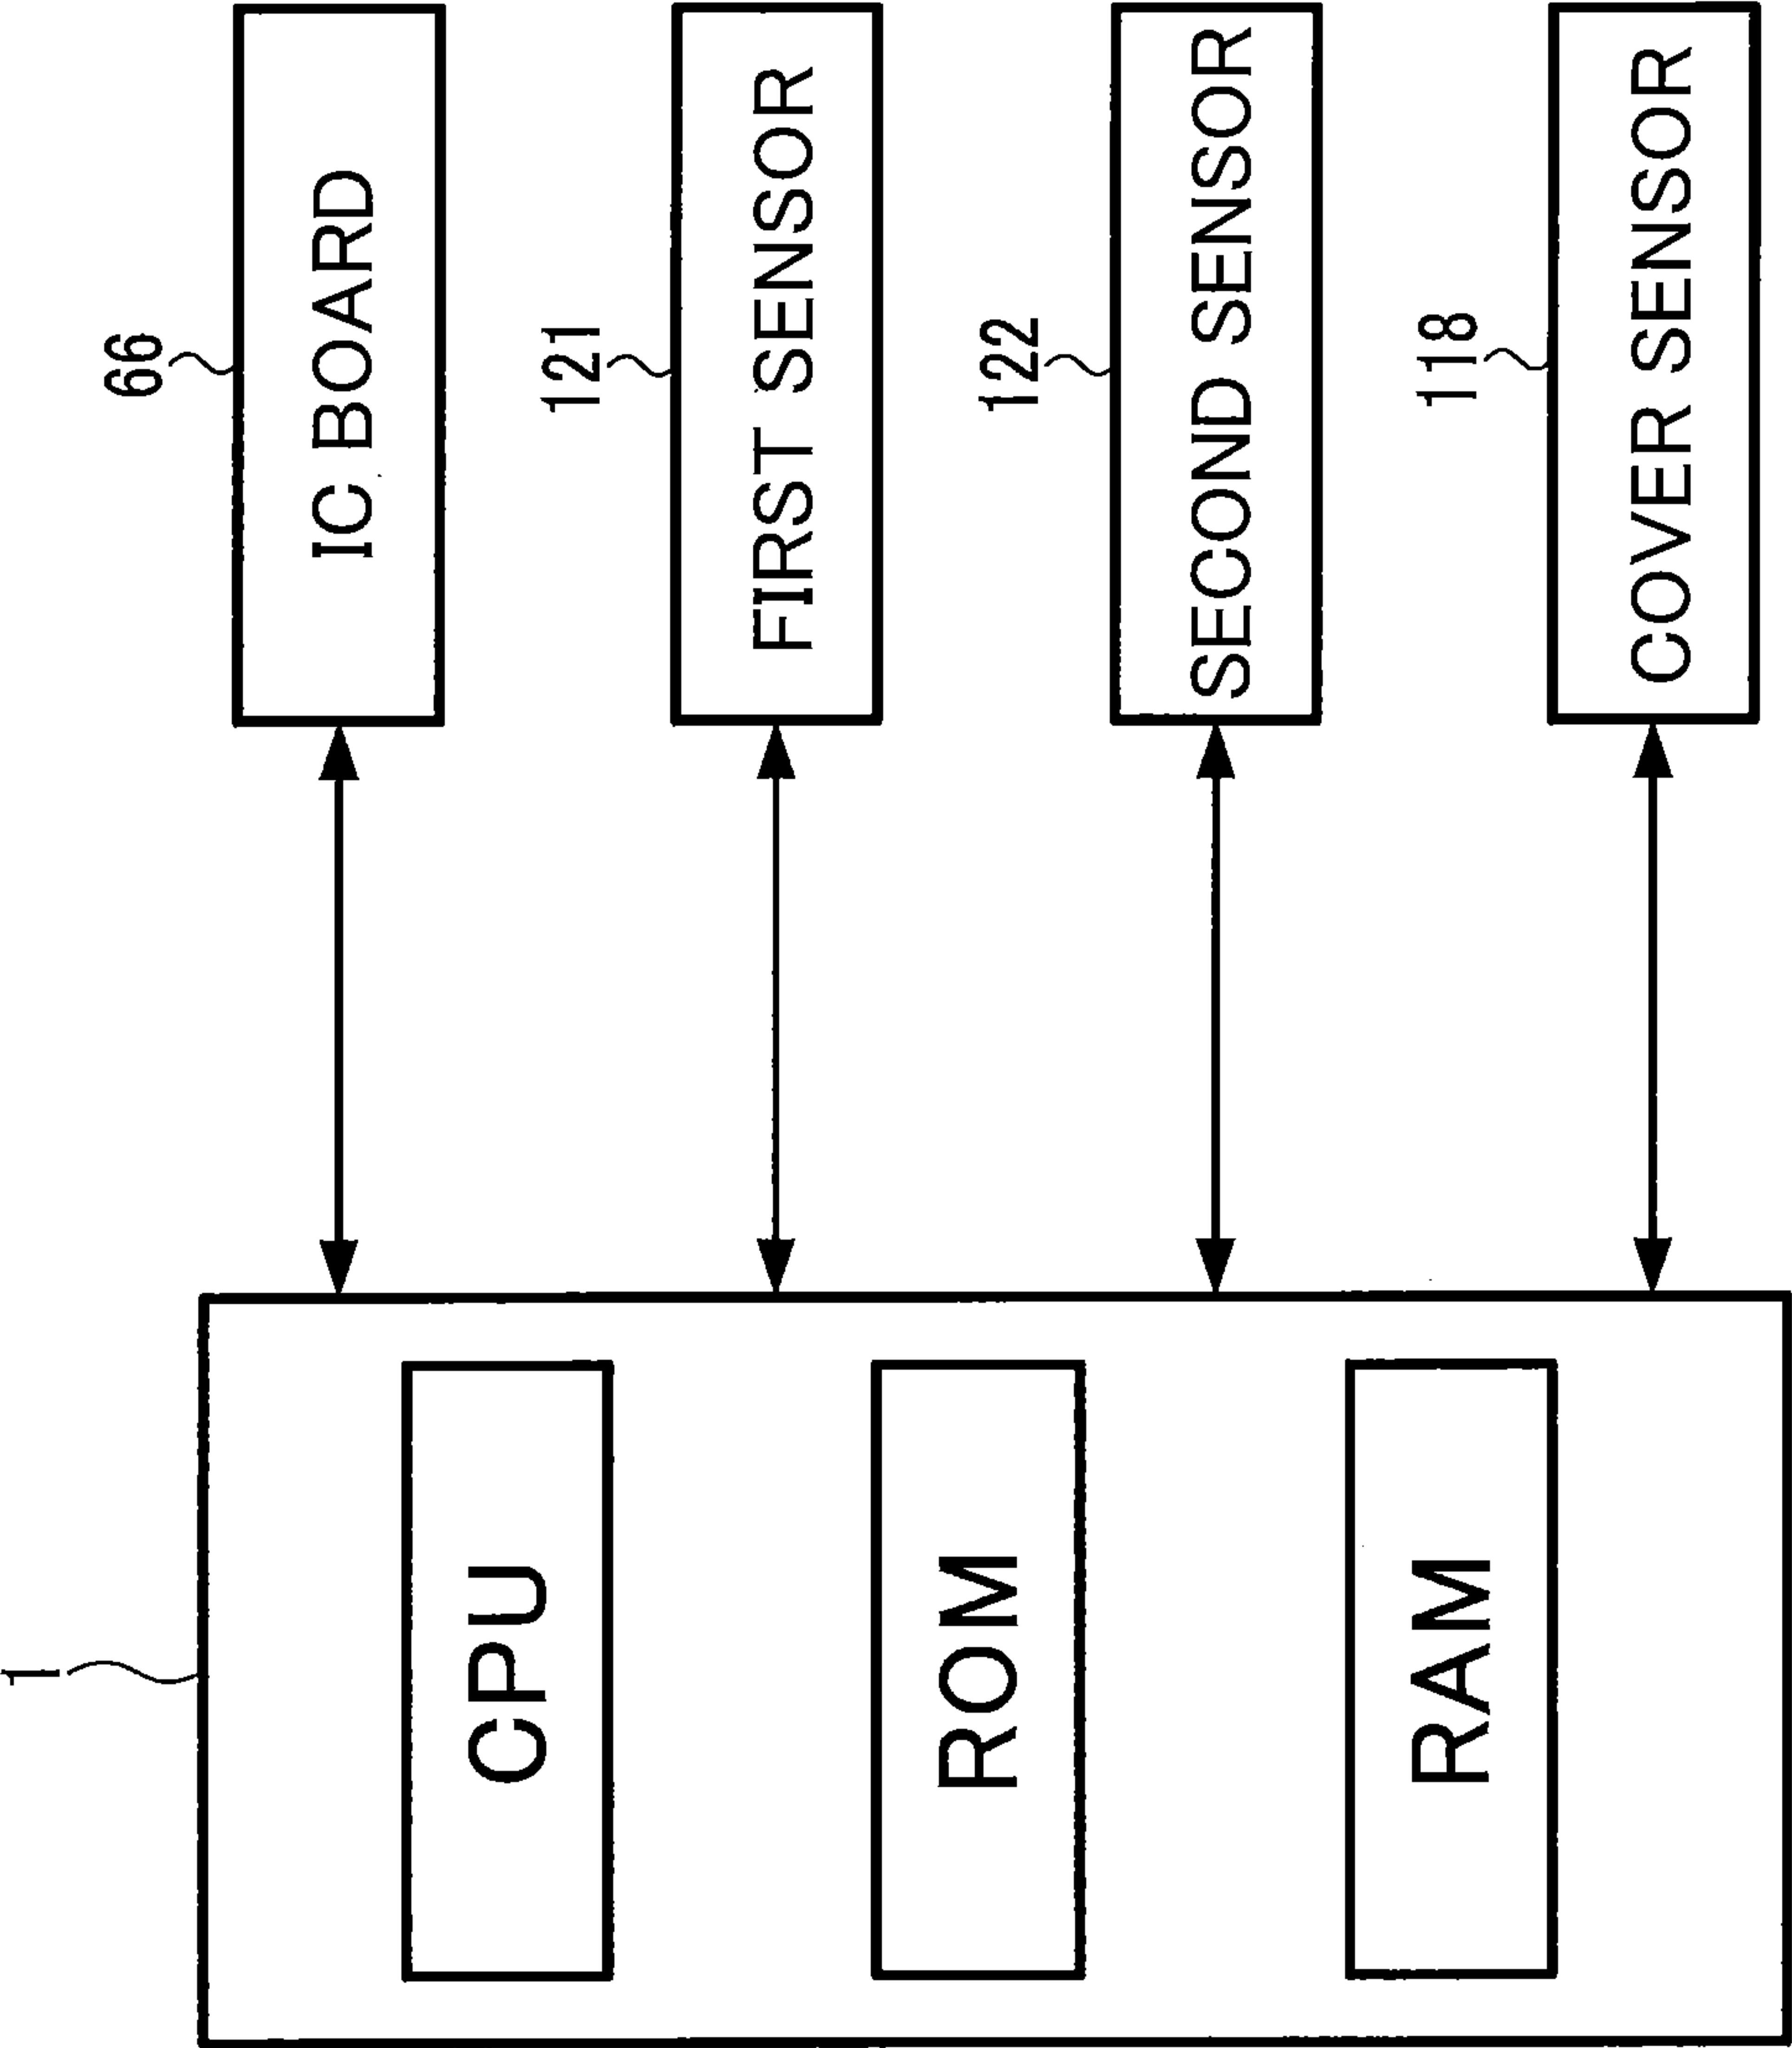 1
CPU
ROM
RAM
66
IC BOARD
121
FIRST SENSOR
122
SECOND SENSOR
118
COVER SENSOR